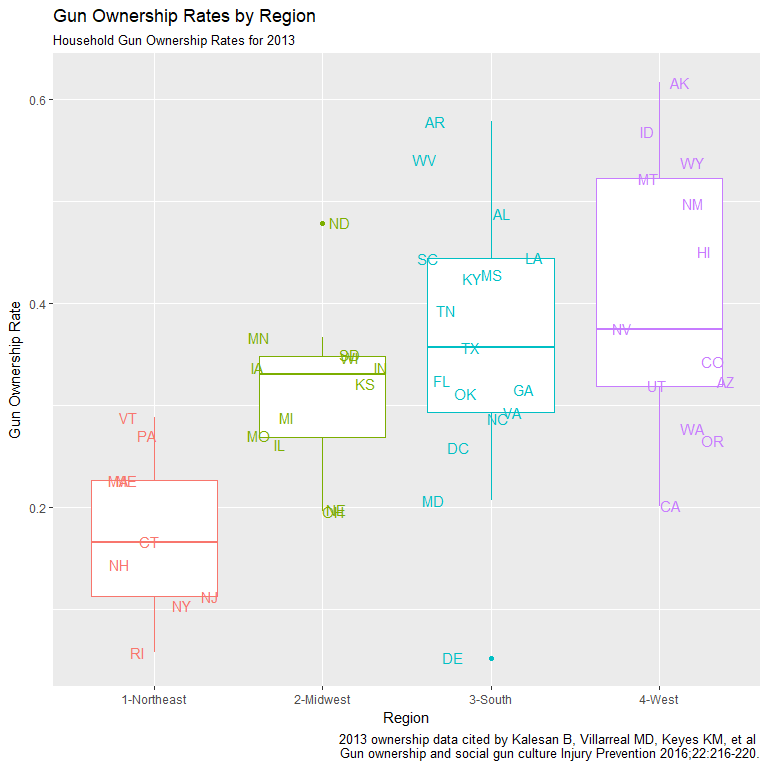 Gun Ownership Rates by Region
Household Gun Ownership Rates for 2013
Gun Ownership Rate
0.6
0.4
0.2
AK
AR
ID
WV
WY
MT
NM
AL
ND
HI
SC
LA
KY
MS
TN
NV
MN
TX
SD
WI
CO
IA
IN
FL
KS
AZ
UT
OK
GA
VT
MI
VA
NC
WA
PA
MO
OR
IL
DC
MA
ME
MD
CA
NE
OH
CT
NH
NJ
NY
RI
DE
1-Northeast
2-Midwest
3-South
4-West
Region
2013 ownership data cited by Kalesan B, Villarreal MD, Keyes KM, et al
Gun ownership and social gun culture Injury Prevention 2016;22:216-220.